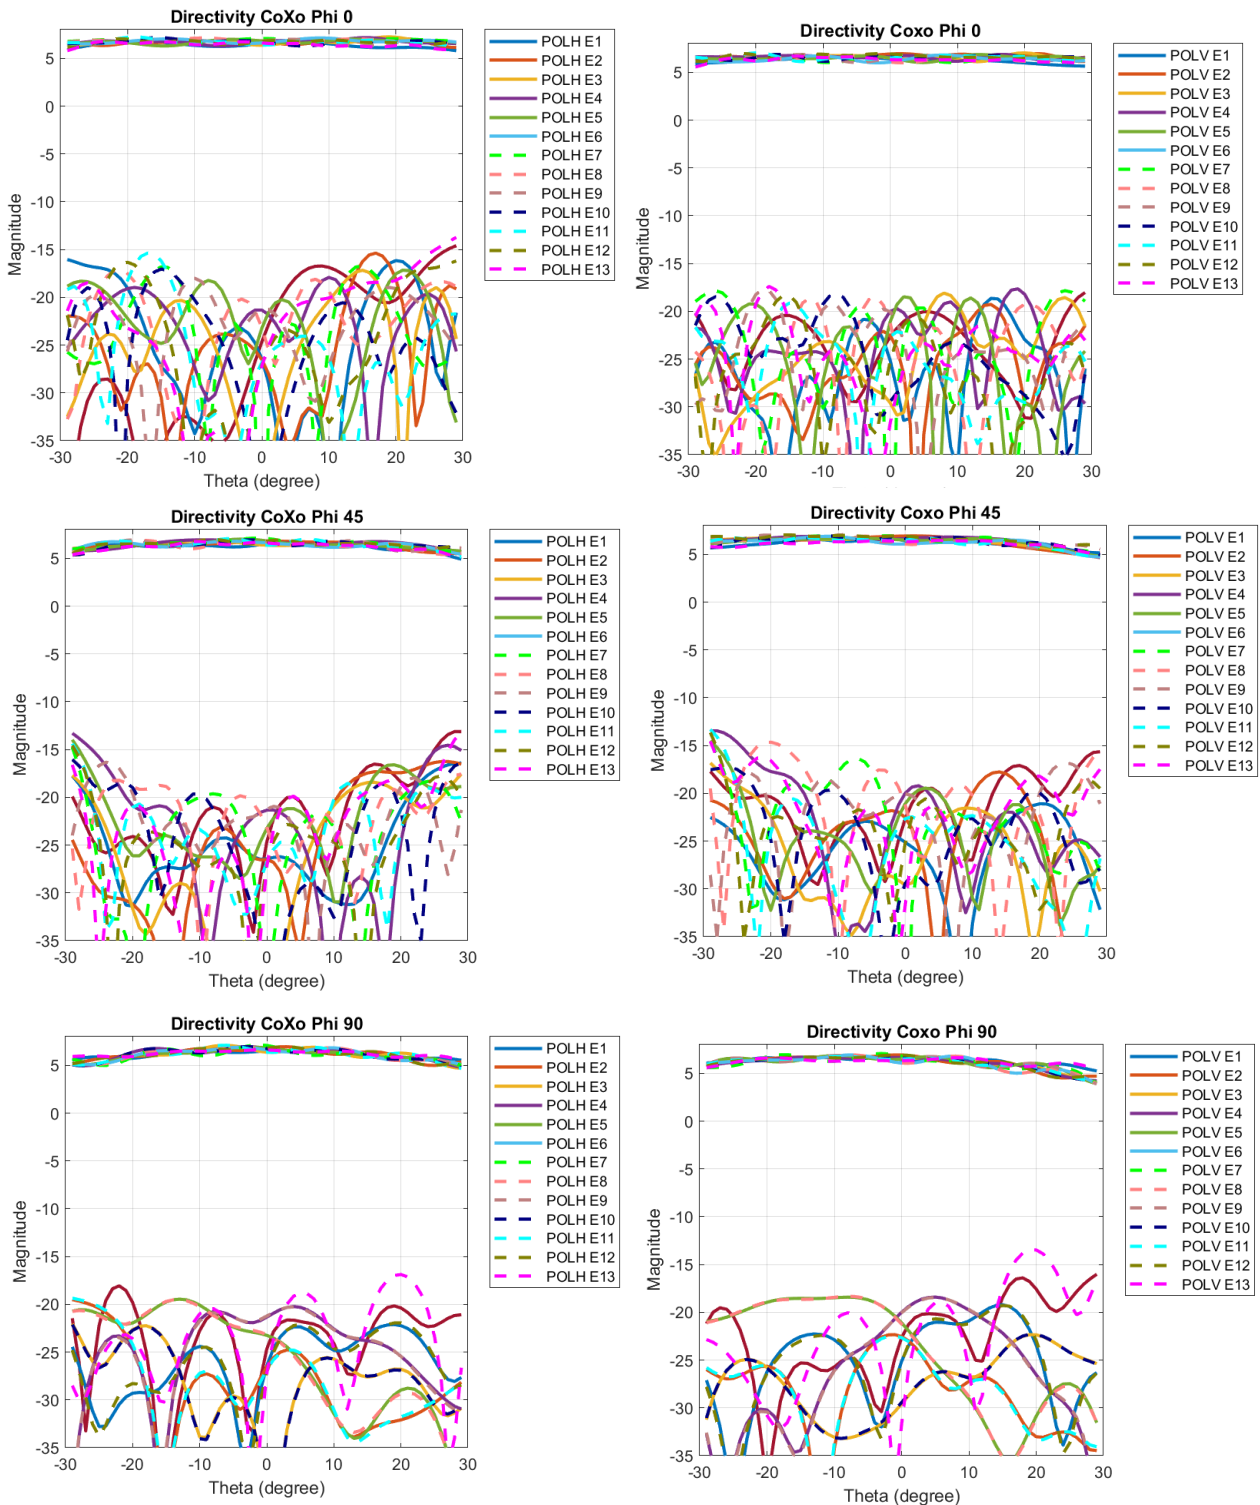 Directivity CoXo Phi 0
Magnitude
5
0
-5
-10
-15
-20
-25
-30
-35
-30 -20 -10 0 10 20 30
Theta (degree)
POLH E1
POLH E2
POLH E3
POLH E4
POLH E5
POLH E6
POLH E7
POLH E8
POLH E9
POLH E10
POLH E11
POLH E12
POLH E13
Directivity Coxo Phi 0
Magnitude
5
0
-5
-10
-15
-20
-25
-30
-35
-30 -20 -10 0 10 20 30
POLV E1
POLV E2
POLV E3
POLV E4
POLV E5
POLV E6
POLV E7
POLV E8
POLV E9
POLV E10
POLV E11
POLV E12
POLV E13
Directivity CoXo Phi 45
Magnitude
5
0
-5
-10
-15
-20
-25
-30
-35
-30 -20 -10 0 10 20 30
Theta (degree)
POLH E1
POLH E2
POLH E3
POLH E4
POLH E5
POLH E6
POLH E7
POLH E8
POLH E9
POLH E10
POLH E11
POLH E12
POLH E13
Directivity Coxo Phi 45
Magnitude
5
0
-5
-10
-15
-20
-25
-30
-35
-30 -20 -10 0 10 20 30
Theta (degree)
POLV E1
POLV E2
POLV E3
POLV E4
POLV E5
POLV E6
POLV E7
POLV E8
POLV E9
POLV E10
POLV E11
POLV E12
POLV E13
Directivity CoXo Phi 90
Magnitude
5
0
-5
-10
-15
-20
-25
-30
-35
-30 -20 -10 0 10 20 30
Theta (degree)
POLH E1
POLH E2
POLH E3
POLH E4
POLH E5
POLH E6
POLH E7
POLH E8
POLH E9
POLH E10
POLH E11
POLH E12
POLH E13
Directivity Coxo Phi 90
Magnitude
5
0
-5
-10
-15
-20
-25
-30
-35
-30 -20 -10 0 10 20 30
Theta (degree)
POLV E1
POLV E2
POLV E3
POLV E4
POLV E5
POLV E6
POLV E7
POLV E8
POLV E9
POLV E10
POLV E11
POLV E12
POLV E13